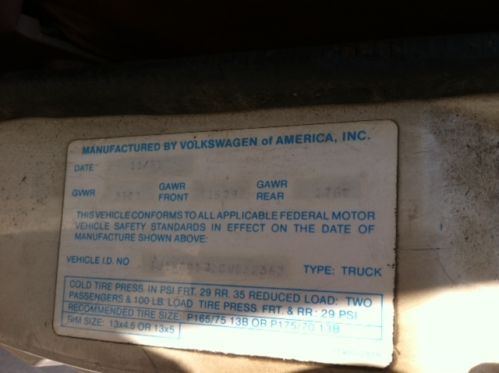 MANUFACTURED BY VOLKSWAGEN of AMERICA, INC.
DATE
GVWR GAWR FRONT GAWR REAR
THIS VEHICLE CONFORMS TO ALL APPLICABLE FEDERAL MOTOR
VEHICLE SAFETY STANDARDS IN EFFECT ON THE DATE OF
MANUFACTURE SHOWN ABOVE:
VEHICLE I.D. NO TYPE: TRUCK
COLD TIRE PRESS IN PSI FRT. 29 RR. 35 REDUCED LOAD: TWO
PASSENGERS & 100 LB. LOAD TIRE PRESS. FRT. & RR: 29 PSI
RECOMMENDED TIRE SIZE: P165/75 13B OR P175/70 13B
RIM SIZE: 13x4.5 OR 13x5